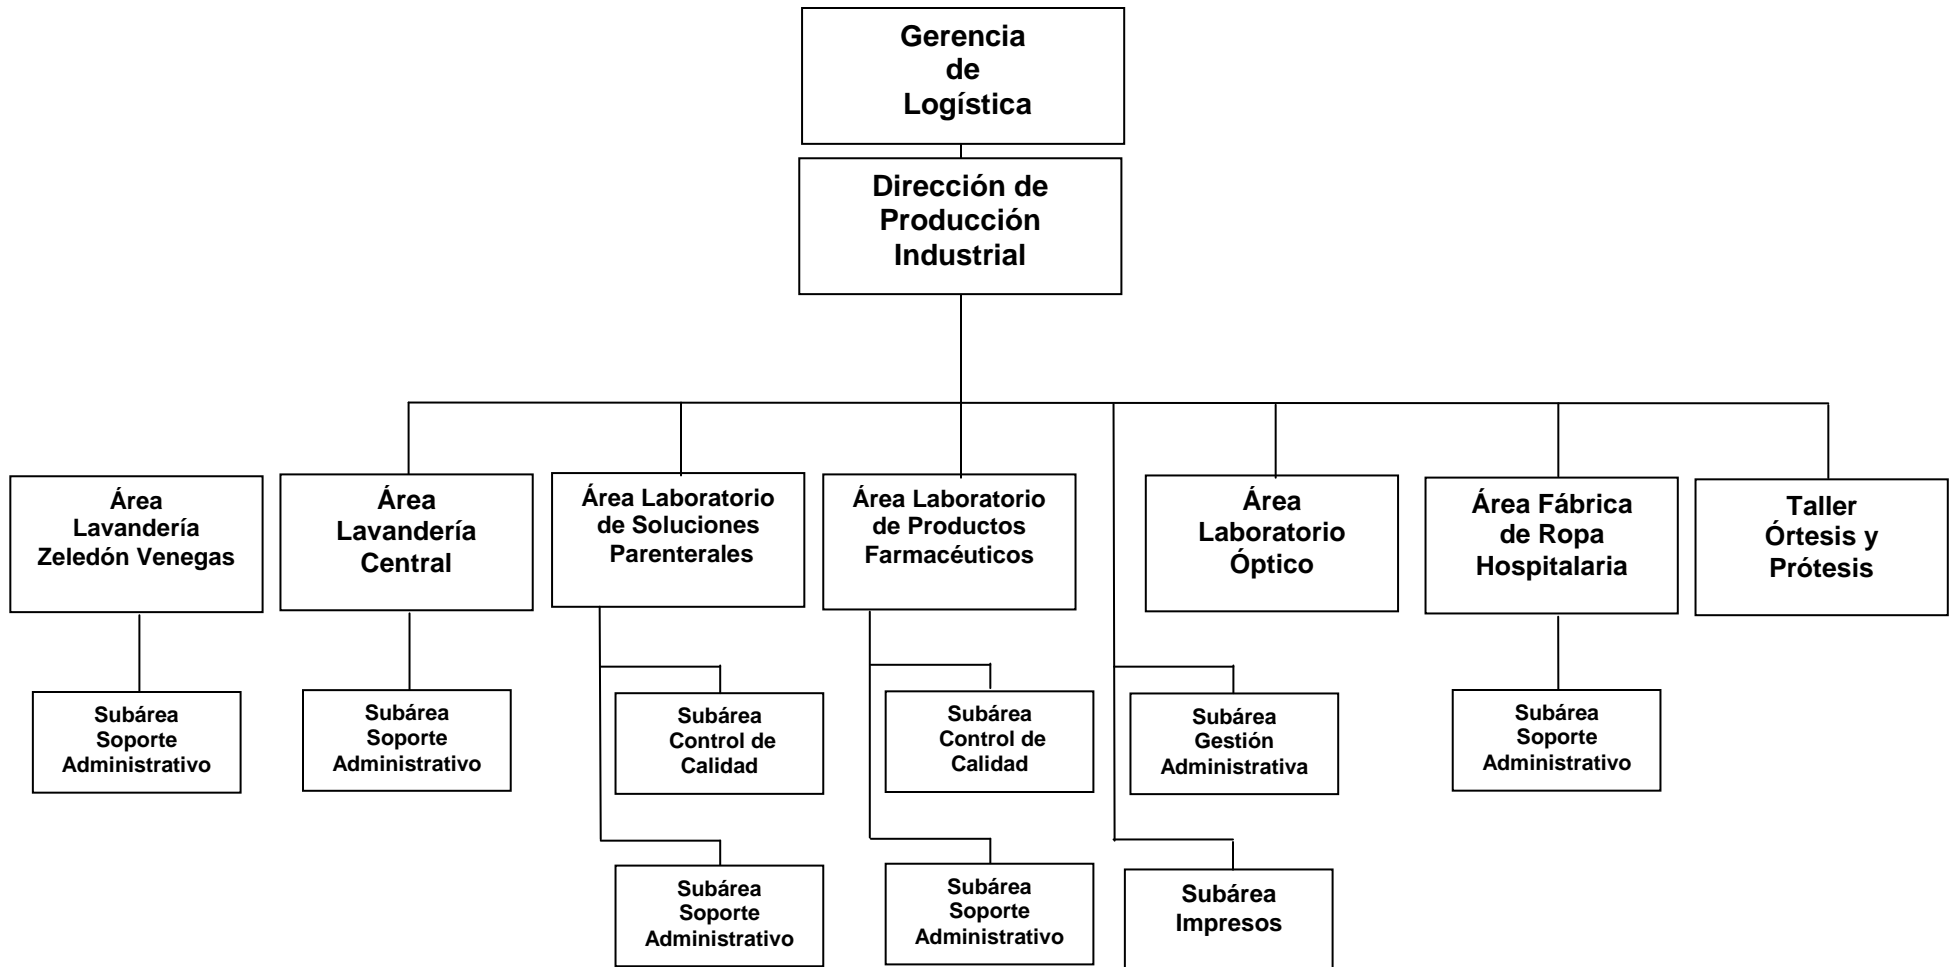 Gerencia
de
Logística
Dirección de
Producción
Industrial
Área
Lavandería
Zeledón Venegas
Área
Lavandería
Central
Área Laboratorio
de Soluciones
Parenterales
Área Laboratorio
de Productos
Farmacéuticos
Área
Laboratorio
Óptico
Área Fábrica
de Ropa
Hospitalaria
Taller
Órtesis y
Prótesis
Subárea
Soporte
Administrativo
Subárea
Soporte
Administrativo
Subárea
Control de
Calidad
Subárea
Control de
Calidad
Subárea
Gestión
Administrativa
Subárea
Soporte
Administrativo
Subárea
Soporte
Administrativo
Subárea
Soporte
Administrativo
Subárea
Impresos